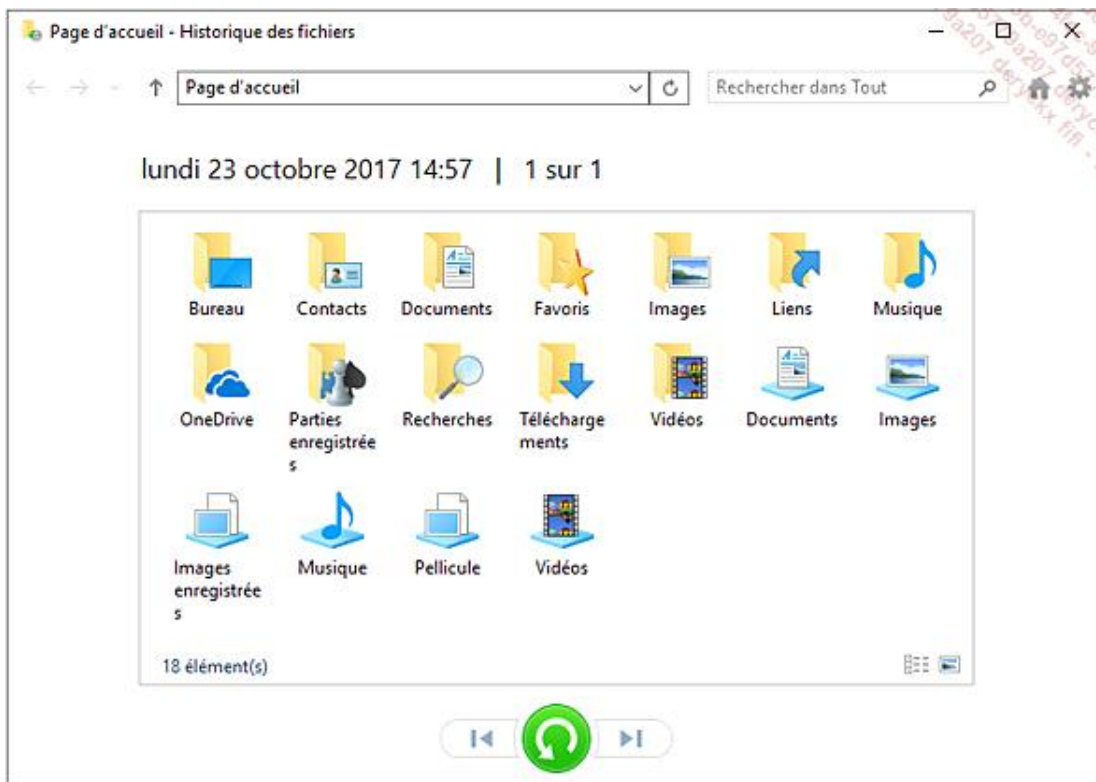 Page d'accueil - Historique des fichiers
Page d'accueil
Rechercher dans Tout
lundi 23 octobre 2017 14:57 | 1 sur 1
Bureau Contacts Documents Favoris Images Liens Musique
OneDrive Parties enregistrée s Recherches Télécharge ments Vidéos Documents Images
Images enregistrée s Musique Pellicule Vidéos
18 élément(s)